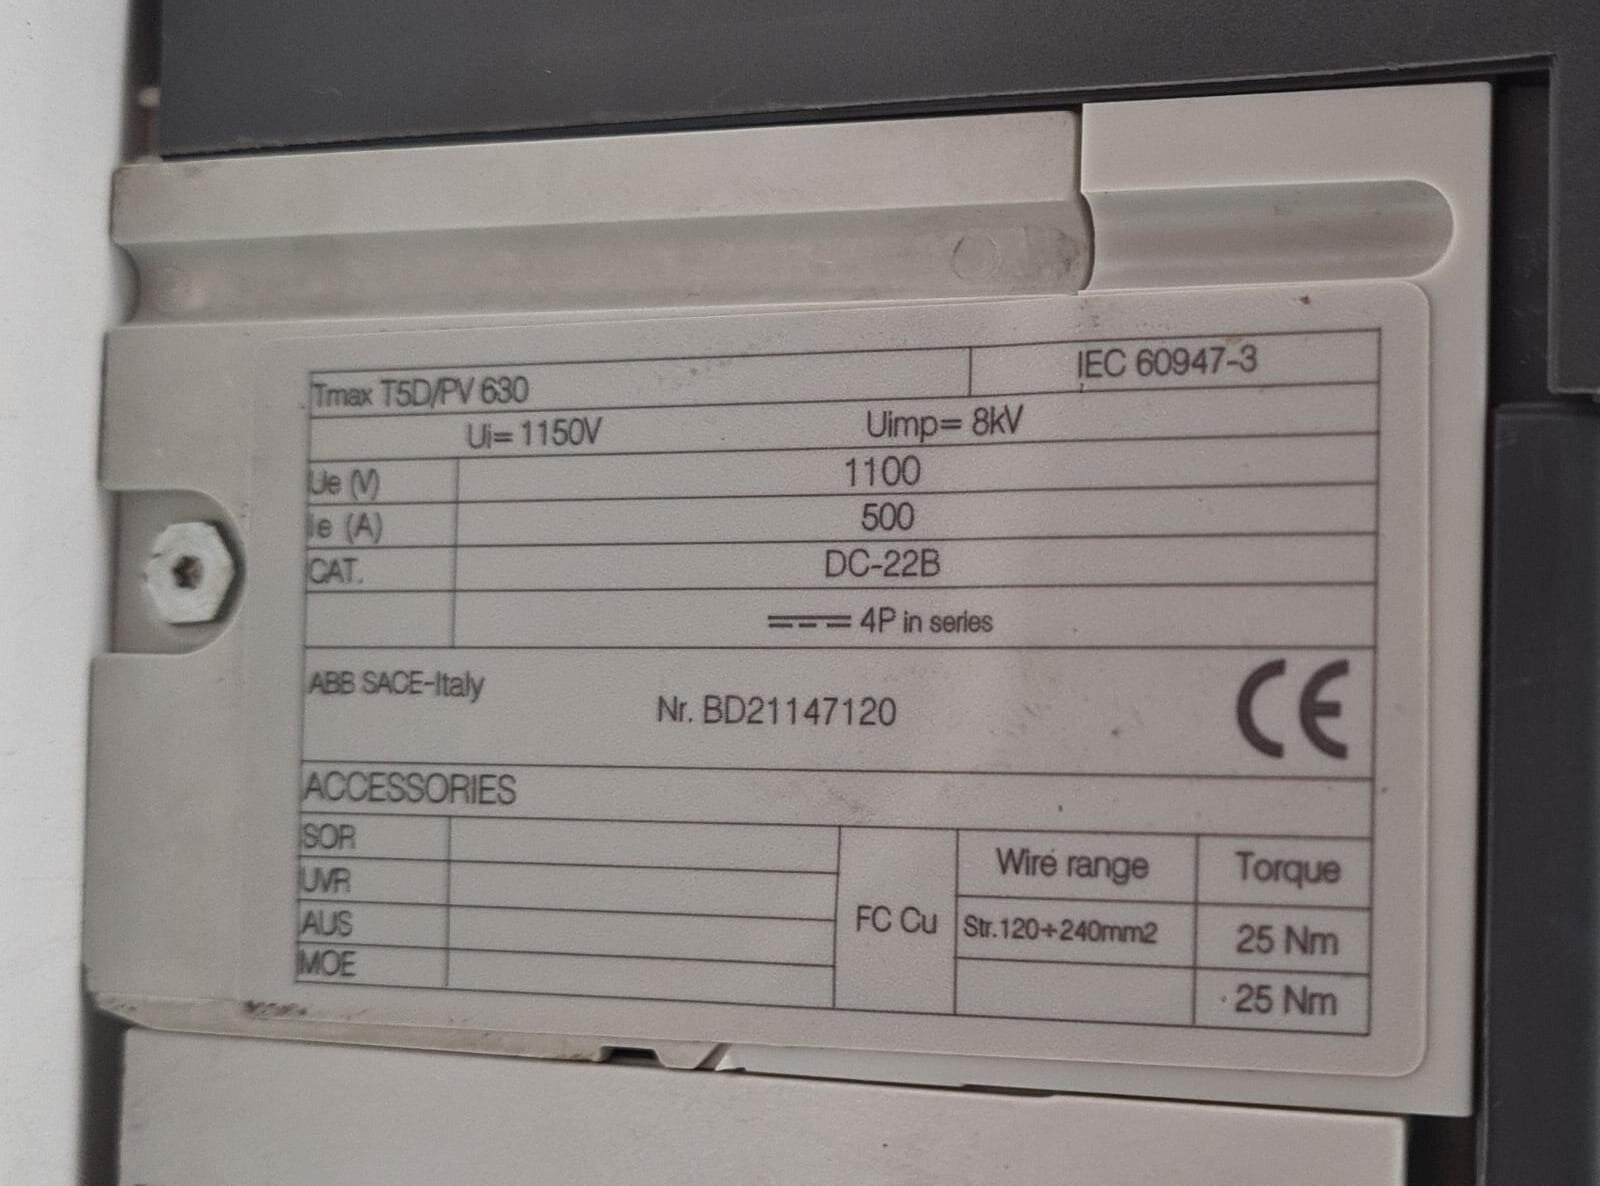 Tmax T5D/PV 630 IEC 60947-3
Ui= 1150V Uimp= 8kV
Ue (V) 1100
Ie (A) 500
CAT. DC-22B
4P in series
ABB SACE-Italy
Nr. BD21147120
CE
ACCESSORIES
SOR
UVR
AUS
MOE
FC Cu
Wire range Torque
Str.120÷240mm2 25 Nm
25 Nm